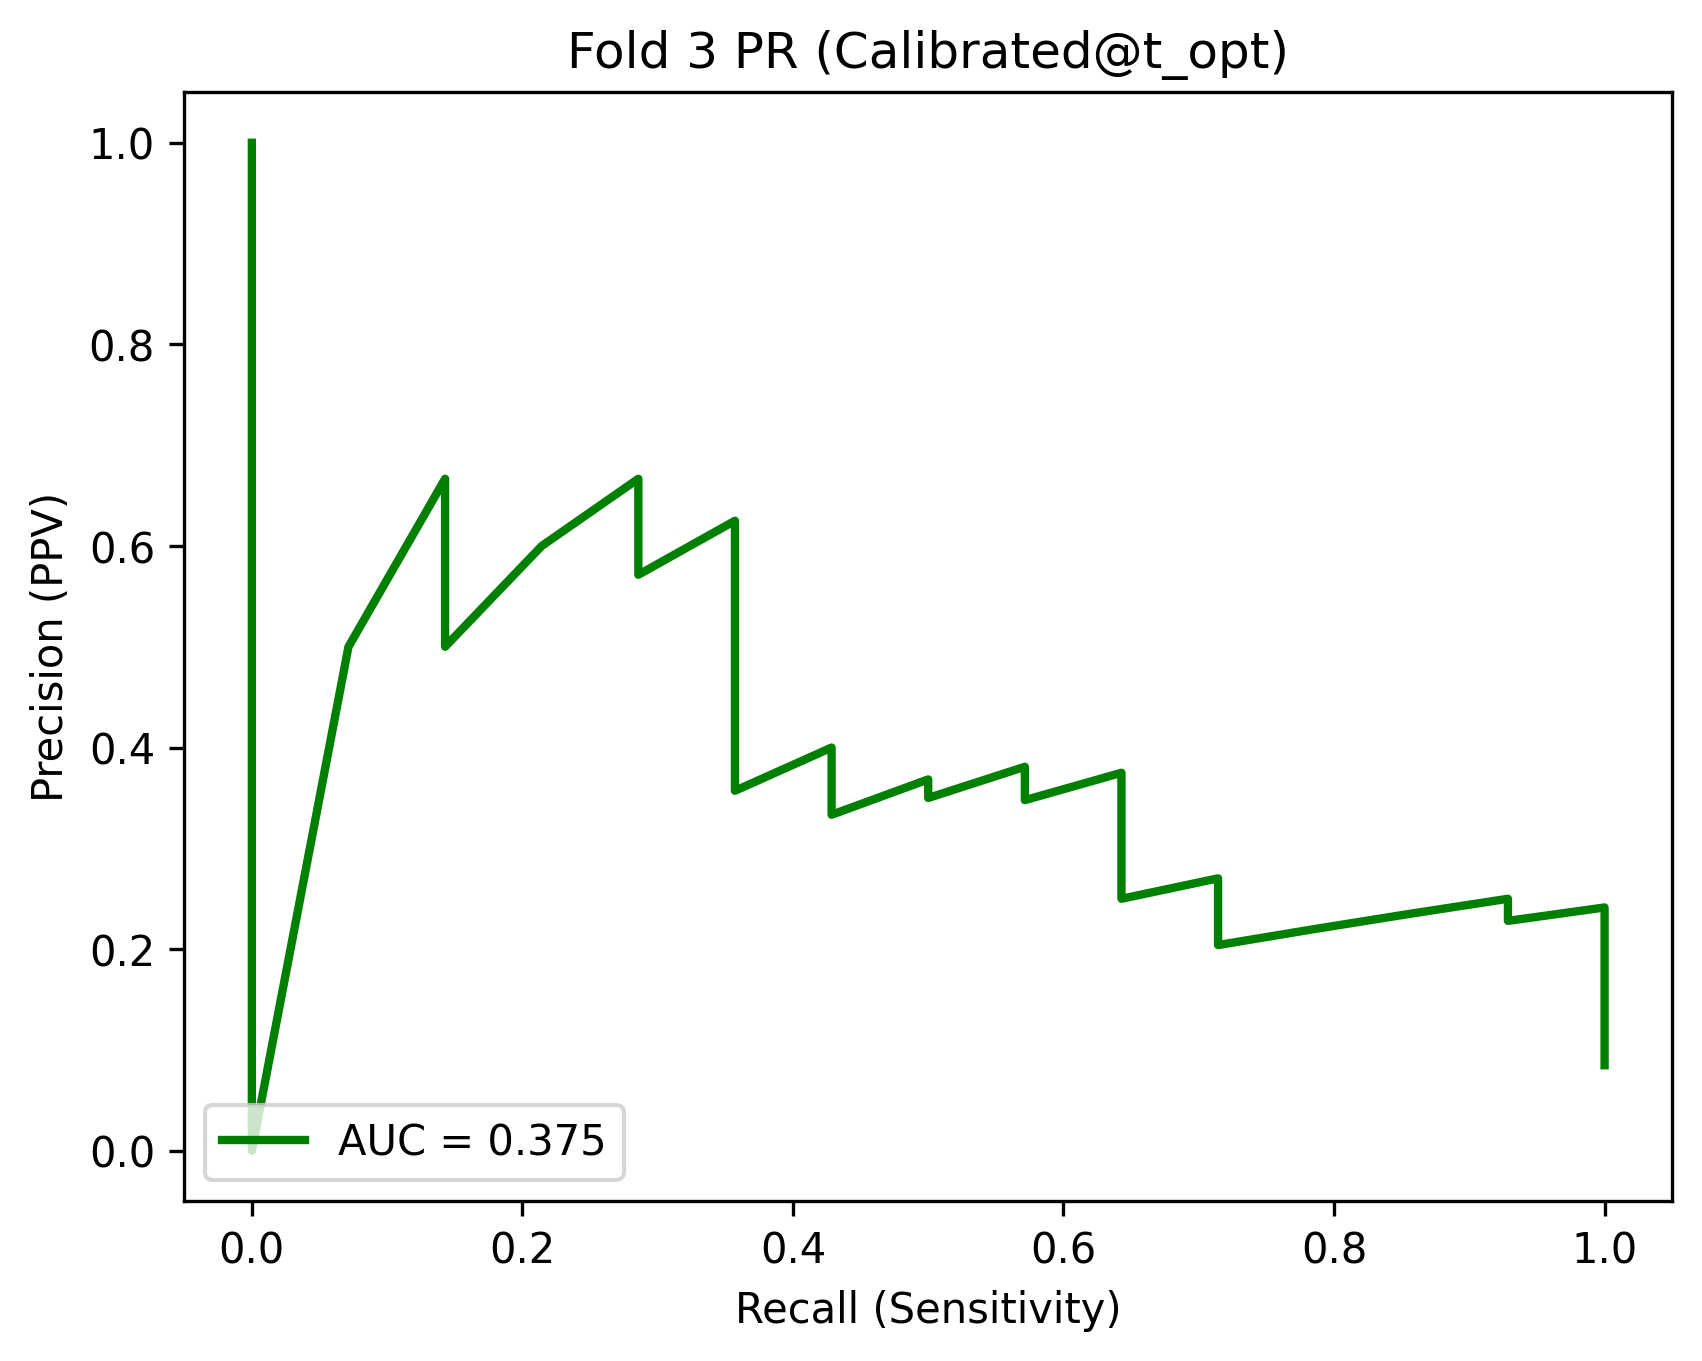 Fold 3 PR (Calibrated@t_opt)
Precision (PPV)
1.0
0.8
0.6
0.4
0.2
0.0
AUC = 0.375
0.0 0.2 0.4 0.6 0.8 1.0
Recall (Sensitivity)